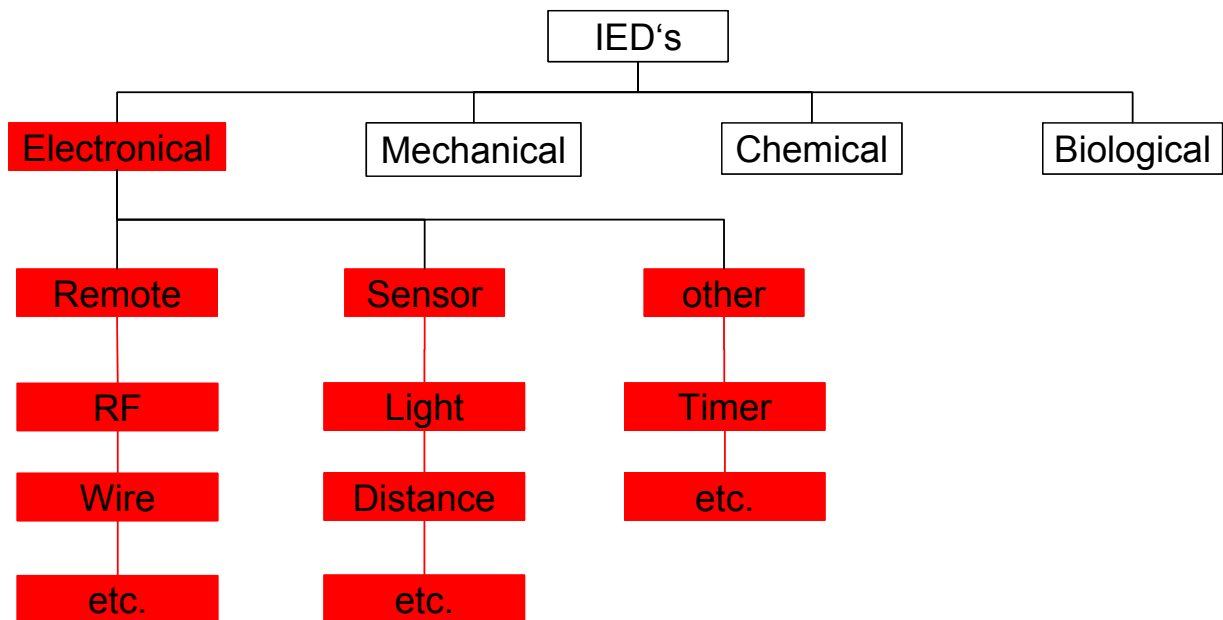 IED‘s
Electronical
Mechanical
Chemical
Biological
Remote
Sensor
other
RF
Light
Timer
Wire
Distance
etc.
etc.
etc.